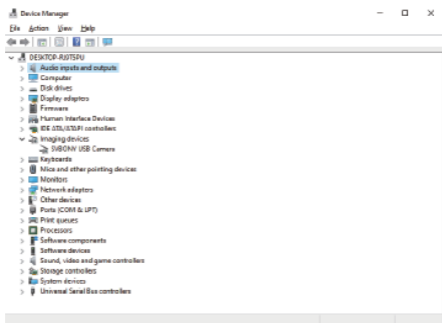 Device Manager
File Action View Help
Audio inputs and outputs
Computer
Disk drives
Display adapters
Firmware
Human Interface Devices
IDE ATA/ATAPI controllers
Imaging devices
SVBONY USB Camera
Keyboards
Mice and other pointing devices
Monitors
Network adapters
Other devices
Ports (COM & LPT)
Print queues
Processors
Software components
Software devices
Sound, video and game controllers
Storage controllers
System devices
Universal Serial Bus controllers